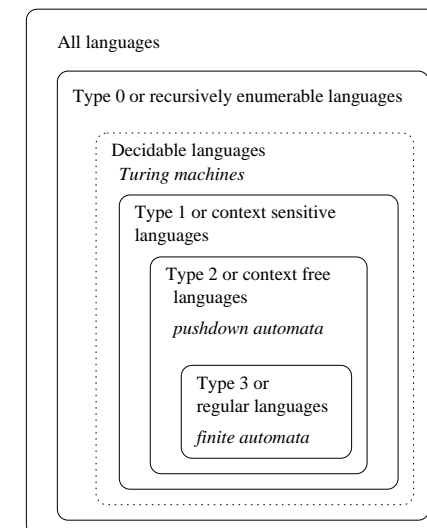 All languages
Type 0 or recursively enumerable languages
Decidable languages
Turing machines
Type 1 or context sensitive
languages
Type 2 or context free
languages
pushdown automata
Type 3 or
regular languages
finite automata